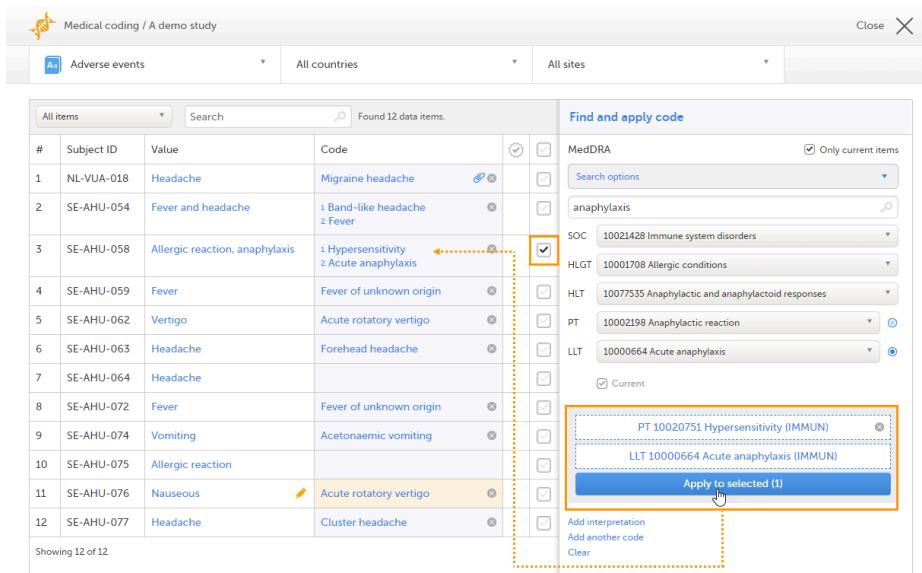 Medical coding / A demo study
Close
Aa Adverse events
All countries
All sites
All items
Search
Found 12 data items.
# Subject ID Value Code
1 NL-VUA-018 Headache Migraine headache
2 SE-AHU-054 Fever and headache 1 Band-like headache
2 Fever
3 SE-AHU-058 Allergic reaction, anaphylaxis 1 Hypersensitivity
2 Acute anaphylaxis
4 SE-AHU-059 Fever Fever of unknown origin
5 SE-AHU-062 Vertigo Acute rotatory vertigo
6 SE-AHU-063 Headache Forehead headache
7 SE-AHU-064 Headache
8 SE-AHU-072 Fever Fever of unknown origin
9 SE-AHU-074 Vomiting Acetonaemic vomiting
10 SE-AHU-075 Allergic reaction
11 SE-AHU-076 Nauseous Acute rotatory vertigo
12 SE-AHU-077 Headache Cluster headache
Showing 12 of 12
Find and apply code
MedDRA Only current items
Search options
anaphylaxis
SOC 10021428 Immune system disorders
HLGT 10001708 Allergic conditions
HLT 10077535 Anaphylactic and anaphylactoid responses
PT 10002198 Anaphylactic reaction
LLT 10000664 Acute anaphylaxis
Current
PT 10020751 Hypersensitivity (IMMUN)
LLT 10000664 Acute anaphylaxis (IMMUN)
Apply to selected (1)
Add interpretation
Add another code
Clear